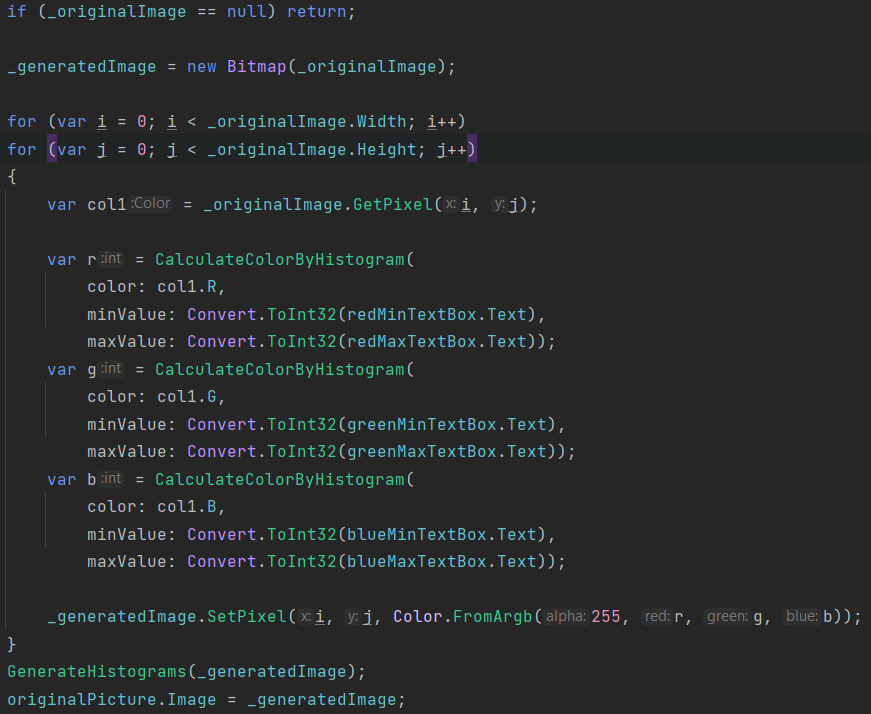 if (_originalImage == null) return;
_generatedImage = new Bitmap(_originalImage);
for (var i = 0; i < _originalImage.Width; i++)
for (var j = 0; j < _originalImage.Height; j++)
{
var col1 :Color = _originalImage.GetPixel( x: i, y: j);
var r :int = CalculateColorByHistogram(
color: col1.R,
minValue: Convert.ToInt32(redMinTextBox.Text),
maxValue: Convert.ToInt32(redMaxTextBox.Text));
var g :int = CalculateColorByHistogram(
color: col1.G,
minValue: Convert.ToInt32(greenMinTextBox.Text),
maxValue: Convert.ToInt32(greenMaxTextBox.Text));
var b :int = CalculateColorByHistogram(
color: col1.B,
minValue: Convert.ToInt32(blueMinTextBox.Text),
maxValue: Convert.ToInt32(blueMaxTextBox.Text));
_generatedImage.SetPixel( x: i, y: j, Color.FromArgb( alpha: 255, red: r, green: g, blue: b));
}
GenerateHistograms(_generatedImage);
originalPicture.Image = _generatedImage;